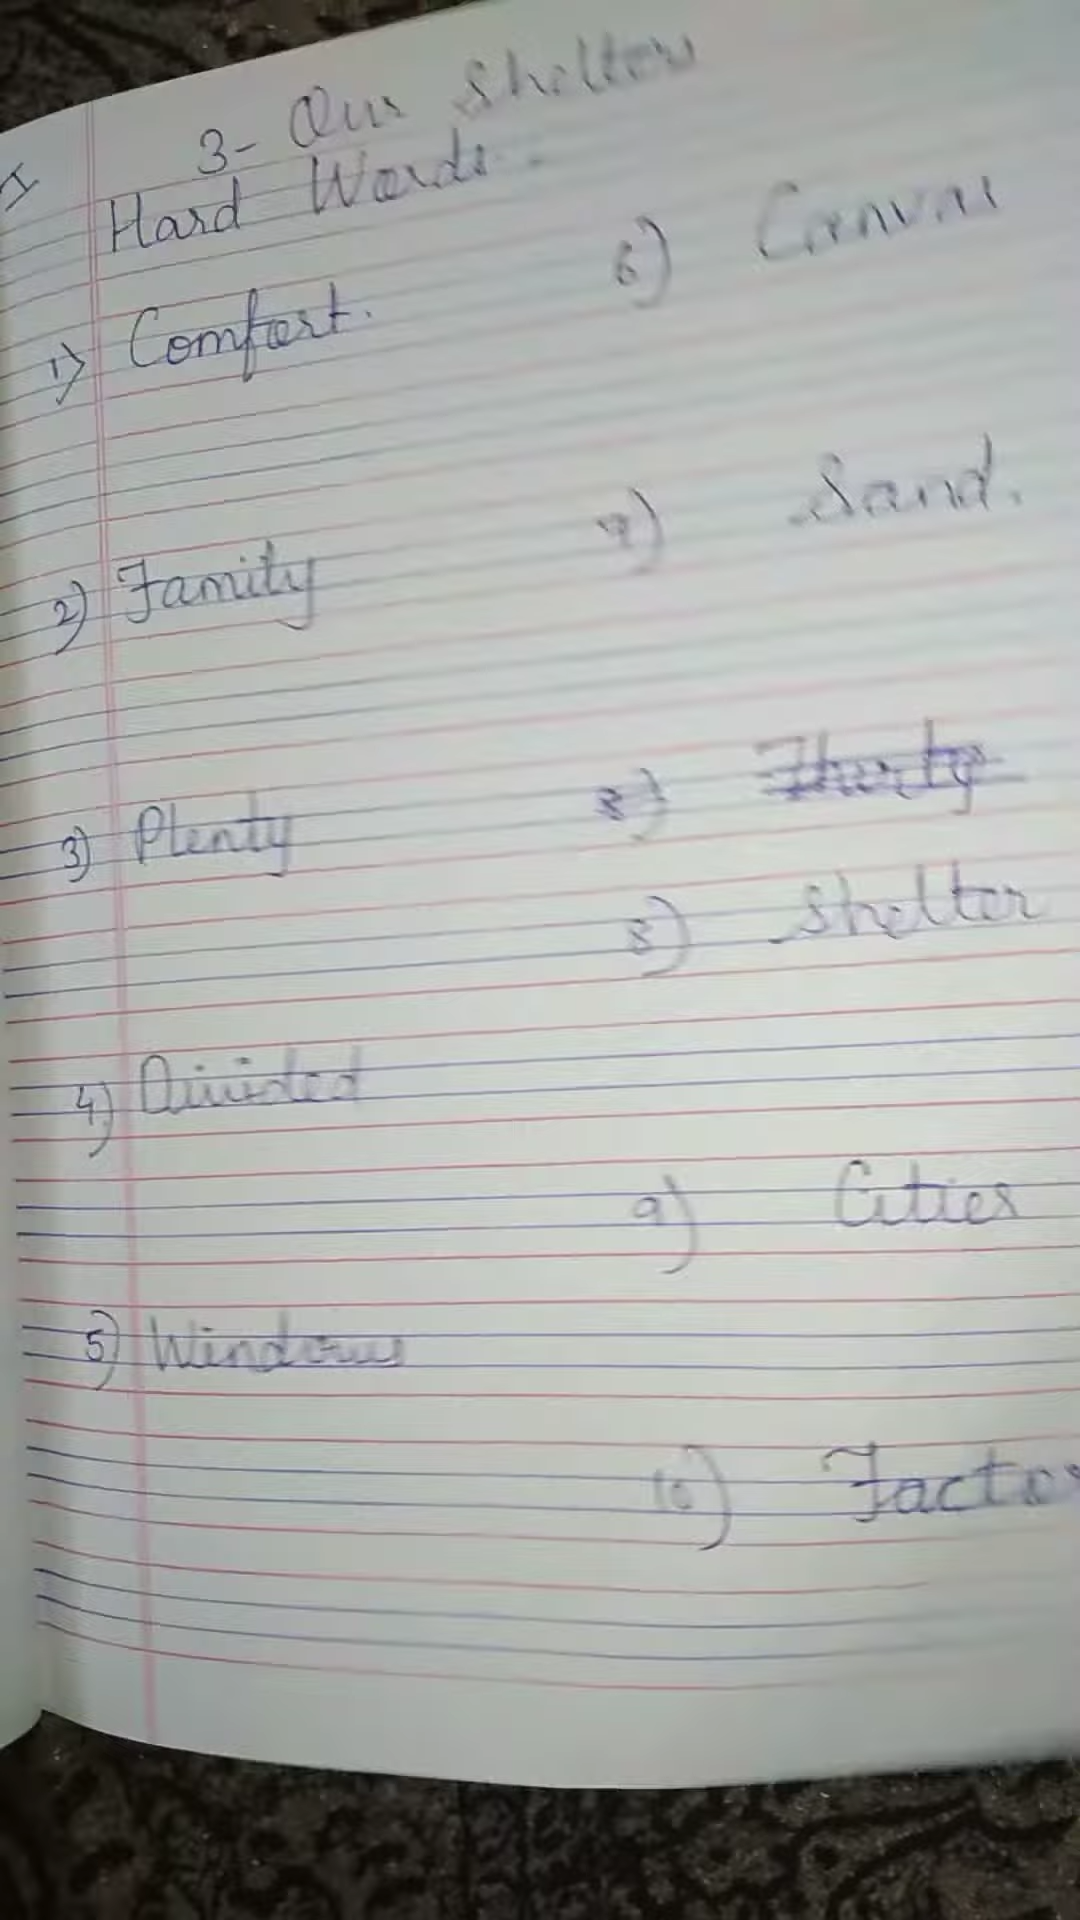 3- Our Shelter
I
Hard Words:
1) Comfort.
2) Family
3) Plenty
4) Divided
5) Windows
6) Canvas
7) Sand.
8)
8) Shelter
9) Cities
10) Factor